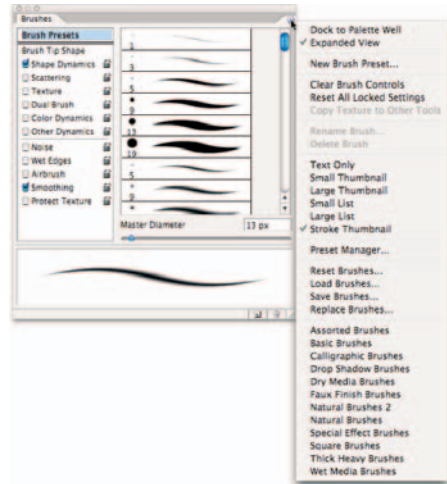 Brushes
Brush Presets
Brush Tip Shape
Shape Dynamics
Scattering
Texture
Dual Brush
Color Dynamics
Other Dynamics
Noise
Wet Edges
Airbrush
Smoothing
Protect Texture
1
3
5
9
13
19
5
9
Master Diameter
13 px
Dock to Palette Well
Expanded View
New Brush Preset...
Clear Brush Controls
Reset All Locked Settings
Copy Texture to Other Tools
Rename Brush...
Delete Brush
Text Only
Small Thumbnail
Large Thumbnail
Small List
Large List
Stroke Thumbnail
Preset Manager...
Reset Brushes...
Load Brushes...
Save Brushes...
Replace Brushes...
Assorted Brushes
Basic Brushes
Calligraphic Brushes
Drop Shadow Brushes
Dry Media Brushes
Faux Finish Brushes
Natural Brushes 2
Natural Brushes
Special Effect Brushes
Square Brushes
Thick Heavy Brushes
Wet Media Brushes